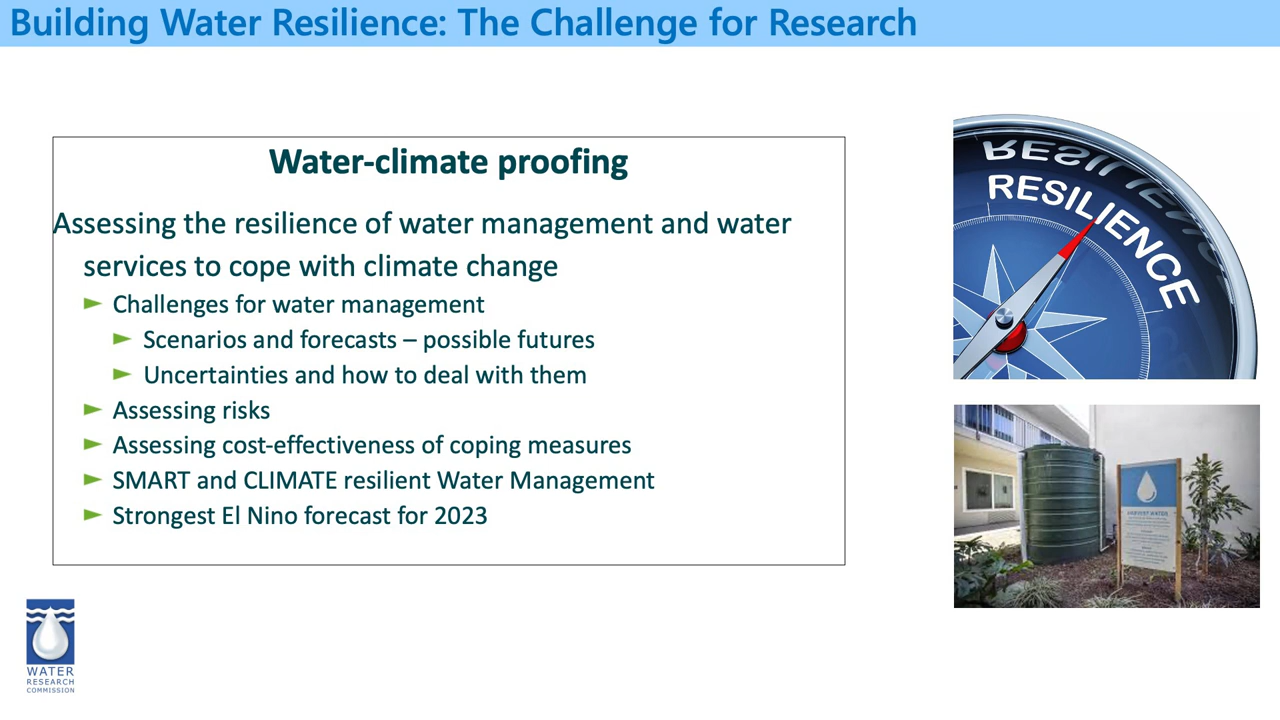 Building Water Resilience: The Challenge for Research
Water-climate proofing
Assessing the resilience of water management and water
services to cope with climate change
► Challenges for water management
► Scenarios and forecasts – possible futures
► Uncertainties and how to deal with them
► Assessing risks
► Assessing cost-effectiveness of coping measures
► SMART and CLIMATE resilient Water Management
► Strongest El Nino forecast for 2023
RESILIENCE
HARVEST WATER
WATER
RESEARCH
COMMISSION